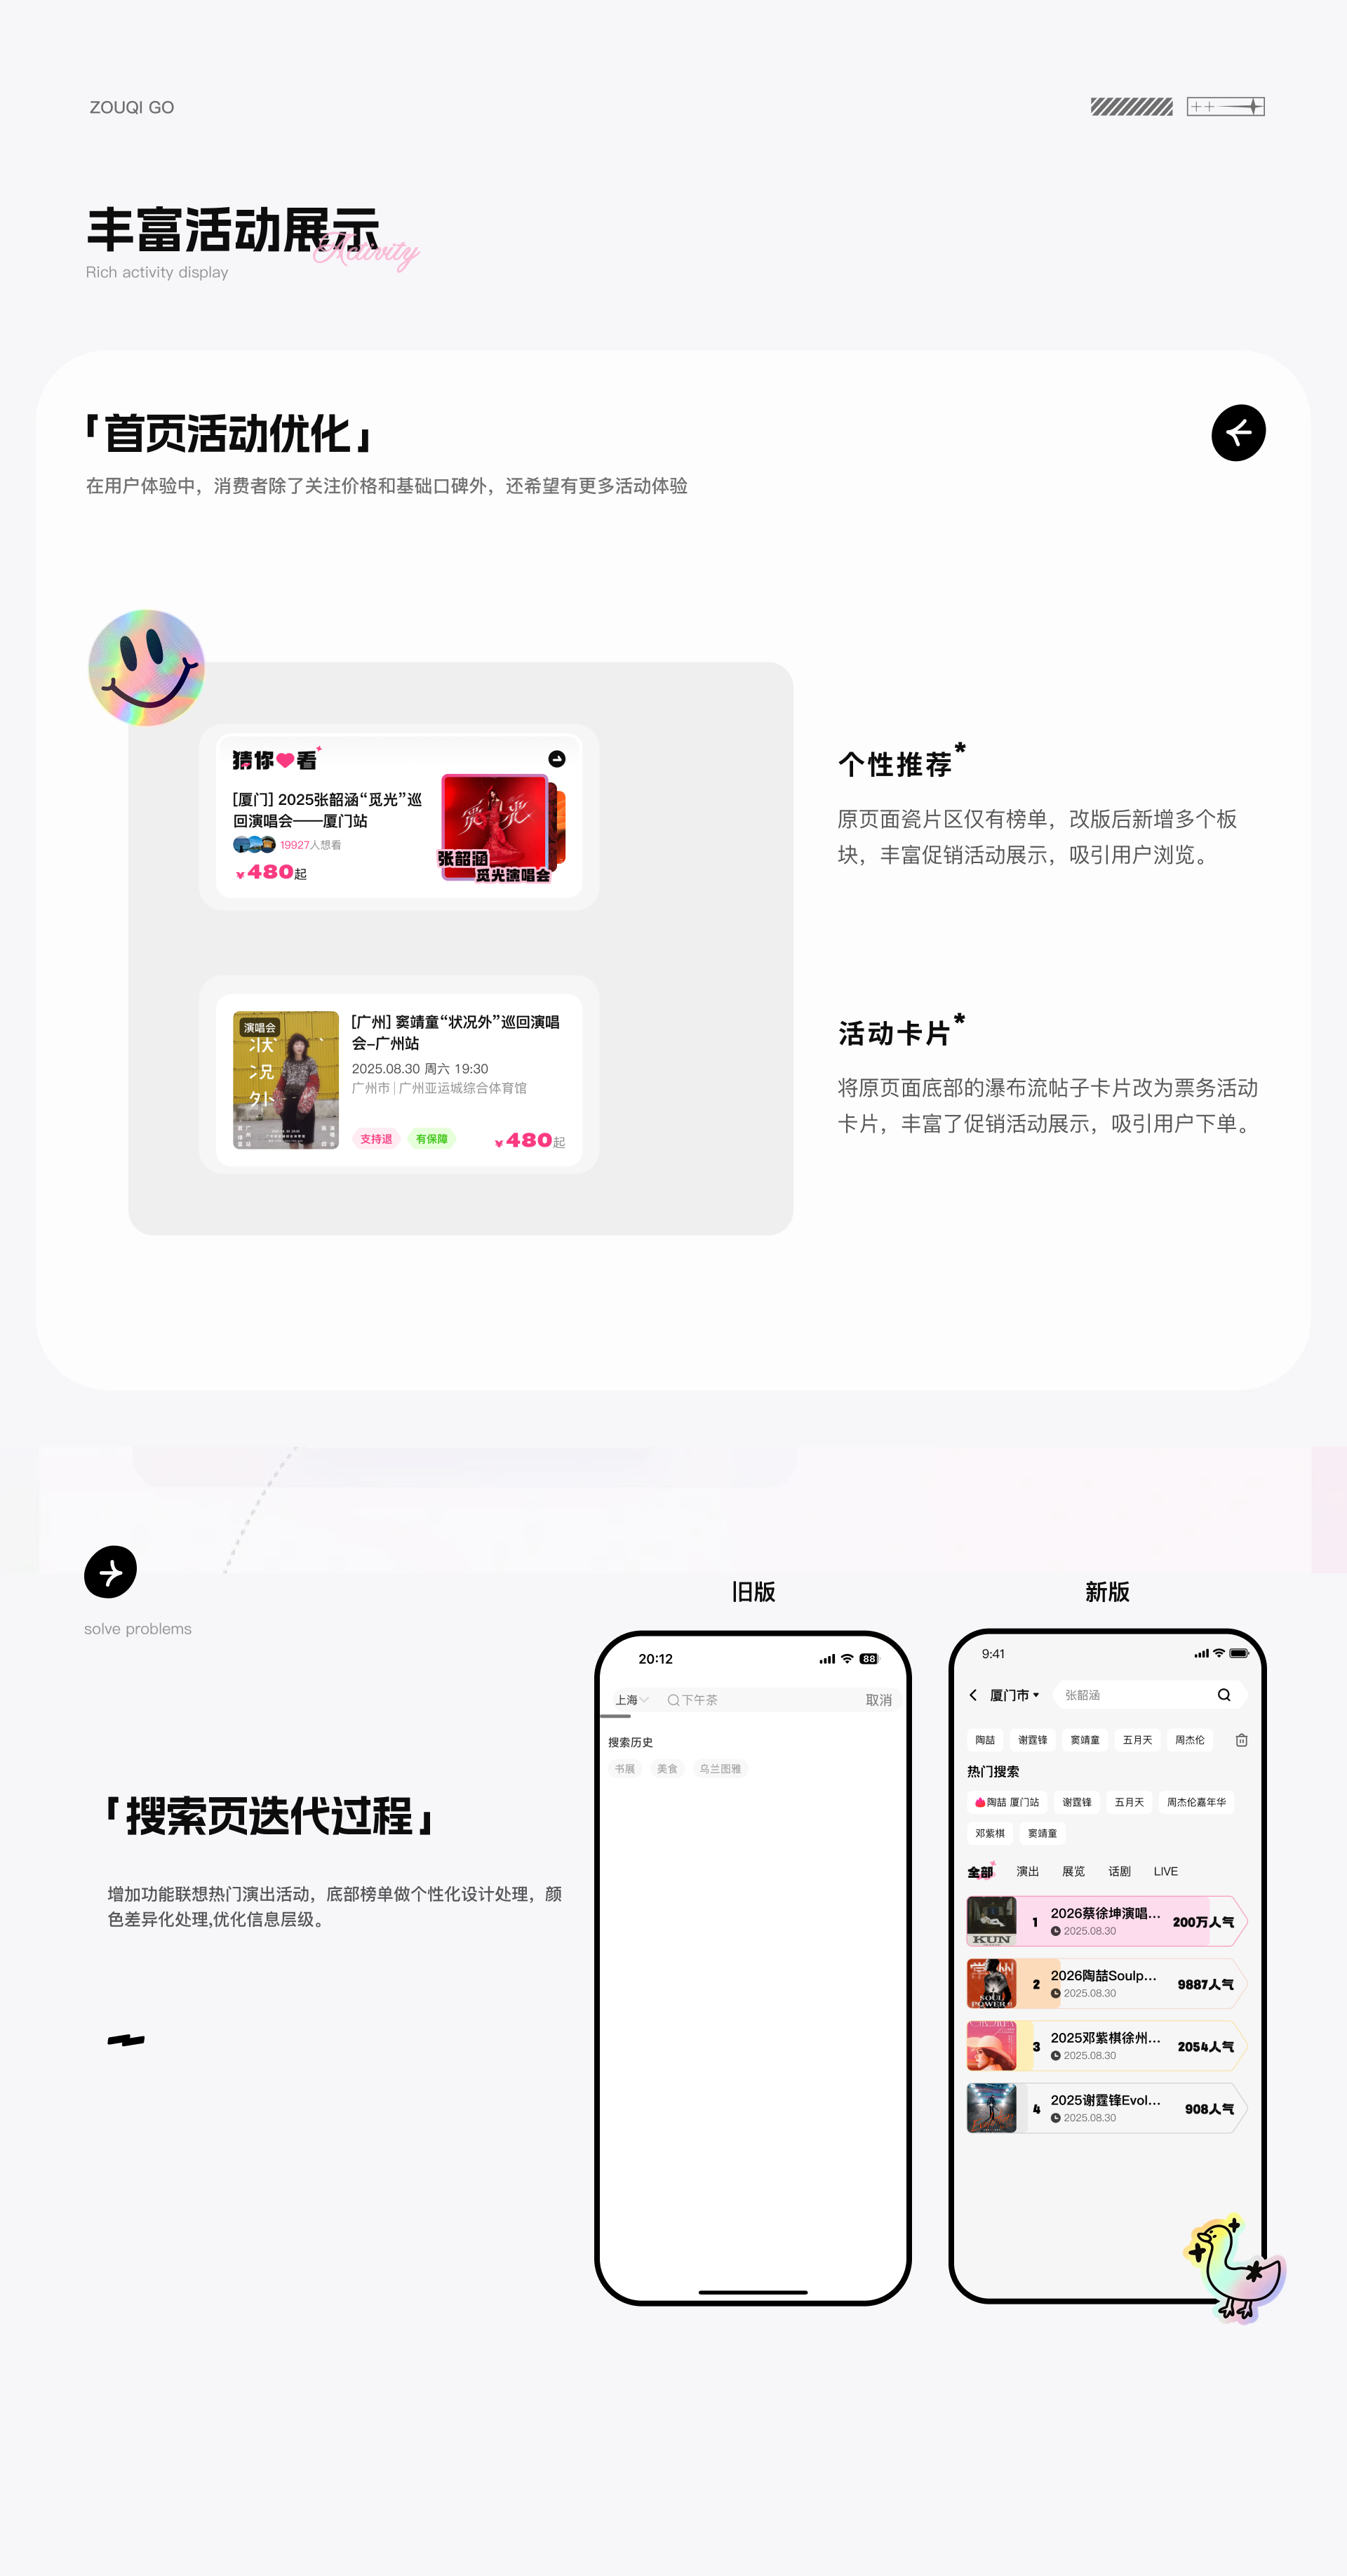 ZOUQI GO
丰富活动展示
Activity
Rich activity display
「首页活动优化」
在用户体验中，消费者除了关注价格和基础口碑外，还希望有更多活动体验
猜你看
[厦门] 2025张韶涵“觅光”巡
回演唱会——厦门站
19927人想看
¥480起
张韶涵
觅光演唱会
个性推荐*
原页面瓷片区仅有榜单，改版后新增多个板
块，丰富促销活动展示，吸引用户浏览。
演唱会
状
况
外
[广州] 窦靖童“状况外”巡回演唱
会–广州站
2025.08.30 周六 19:30
广州市|广州亚运城综合体育馆
支持退
有保障
¥480起
活动卡片*
将原页面底部的瀑布流帖子卡片改为票务活动
卡片，丰富了促销活动展示，吸引用户下单。
solve problems
「搜索页迭代过程」
增加功能联想热门演出活动，底部榜单做个性化设计处理，颜
色差异化处理,优化信息层级。
旧版
20:12
88
上海
下午茶
取消
搜索历史
书展
美食
乌兰图雅
新版
9:41
厦门市
张韶涵
陶喆
谢霆锋
窦靖童
五月天
周杰伦
热门搜索
陶喆 厦门站
谢霆锋
五月天
周杰伦嘉年华
邓紫棋
窦靖童
全部
演出
展览
话剧
LIVE
KUN
1
2026蔡徐坤演唱...
2025.08.30
200万人气
SOUL
POWER
2
2026陶喆Soulp...
2025.08.30
9887人气
3
2025邓紫棋徐州...
2025.08.30
2054人气
4
2025谢霆锋Evol...
2025.08.30
908人气